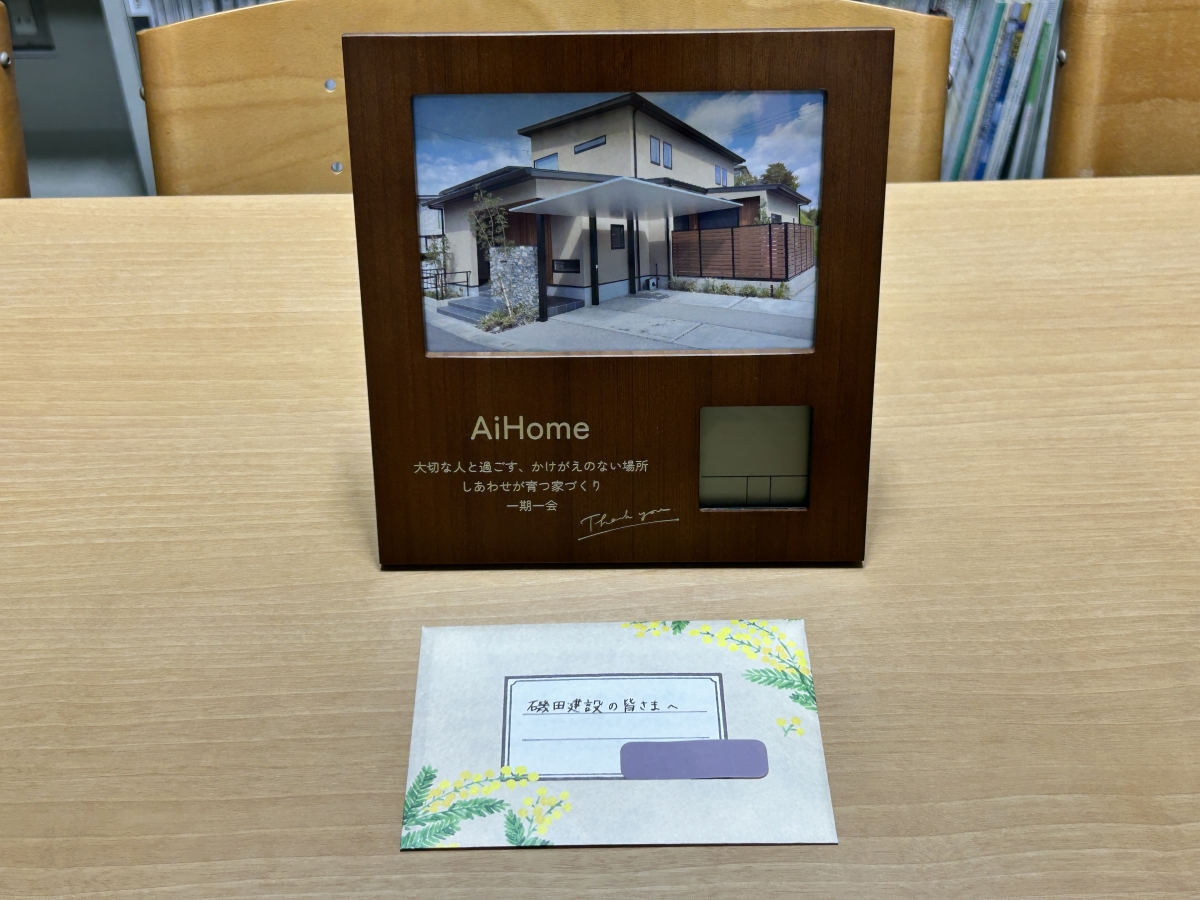 AiHome
大切な人と過ごす、かけがえのない場所
しあわせが育つ家づくり
一期一会
Thank you
磯田建設の皆さまへ